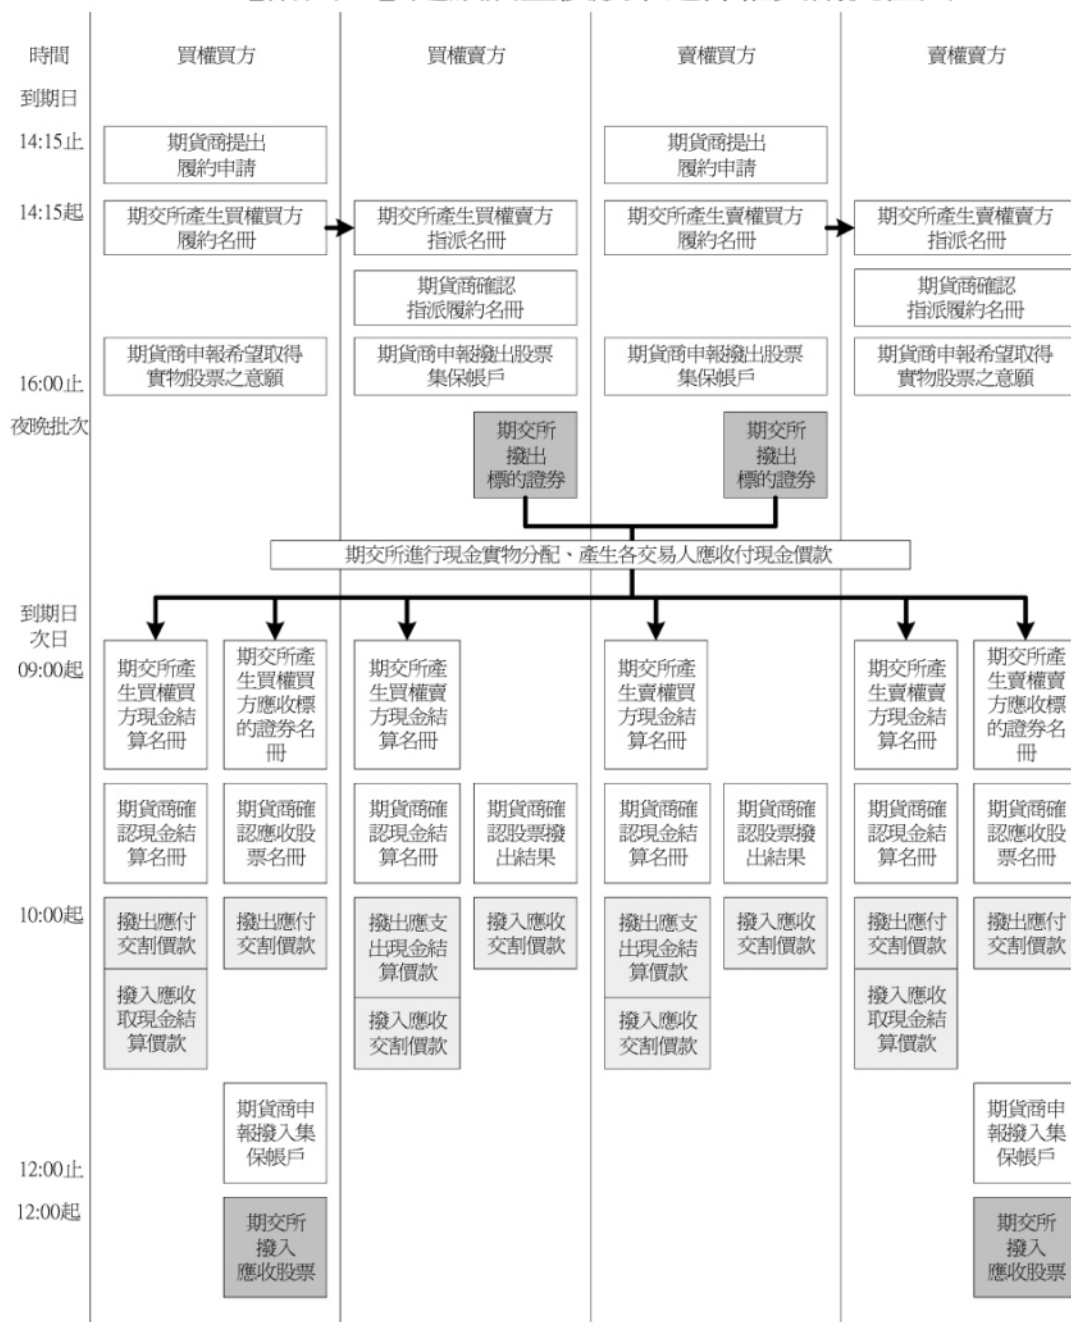 時間
買權買方
買權賣方
賣權買方
賣權賣方
到期日
14:15止
期貨商提出
履約申請
期貨商提出
履約申請
14:15起
期交所產生買權買方
履約名冊
期交所產生買權賣方
指派名冊
期交所產生賣權買方
履約名冊
期交所產生賣權賣方
指派名冊
期貨商確認
指派履約名冊
期貨商確認
指派履約名冊
16:00止
期貨商申報希望取得
實物股票之意願
期貨商申報撥出股票
集保帳戶
期貨商申報撥出股票
集保帳戶
期貨商申報希望取得
實物股票之意願
夜晚批次
期交所
撥出
標的證券
期交所
撥出
標的證券
期交所進行現金實物分配、產生各交易人應收付現金價款
到期日
次日
09:00起
期交所產
生買權買
方現金結
算名冊
期交所產
生買權買
方應收標
的證券名
冊
期交所產
生買權賣
方現金結
算名冊
期交所產
生賣權買
方現金結
算名冊
期交所產
生賣權賣
方現金結
算名冊
期交所產
生賣權賣
方應收標
的證券名
冊
期貨商確
認現金結
算名冊
期貨商確
認應收股
票名冊
期貨商確
認現金結
算名冊
期貨商確
認股票撥
出結果
期貨商確
認現金結
算名冊
期貨商確
認股票撥
出結果
期貨商確
認現金結
算名冊
期貨商確
認應收股
票名冊
10:00起
撥出應付
交割價款
撥出應付
交割價款
撥出應支
出現金結
算價款
撥入應收
交割價款
撥出應支
出現金結
算價款
撥入應收
交割價款
撥出應付
交割價款
撥出應付
交割價款
撥入應收
取現金結
算價款
撥入應收
交割價款
撥入應收
交割價款
撥入應收
取現金結
算價款
12:00止
期貨商申
報撥入集
保帳戶
期貨商申
報撥入集
保帳戶
12:00起
期交所
撥入
應收股票
期交所
撥入
應收股票